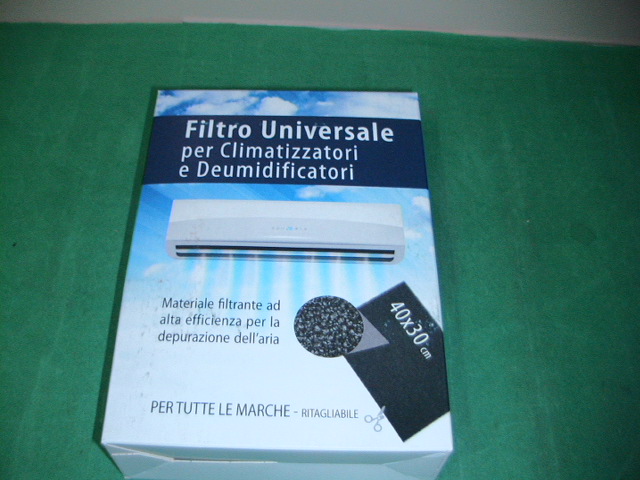 Filtro Universale
per Climatizzatori
e Deumidificatori
Materiale filtrante ad
alta efficienza per la
depurazione dell'aria
40x30 cm
PER TUTTE LE MARCHE - RITAGLIABILE